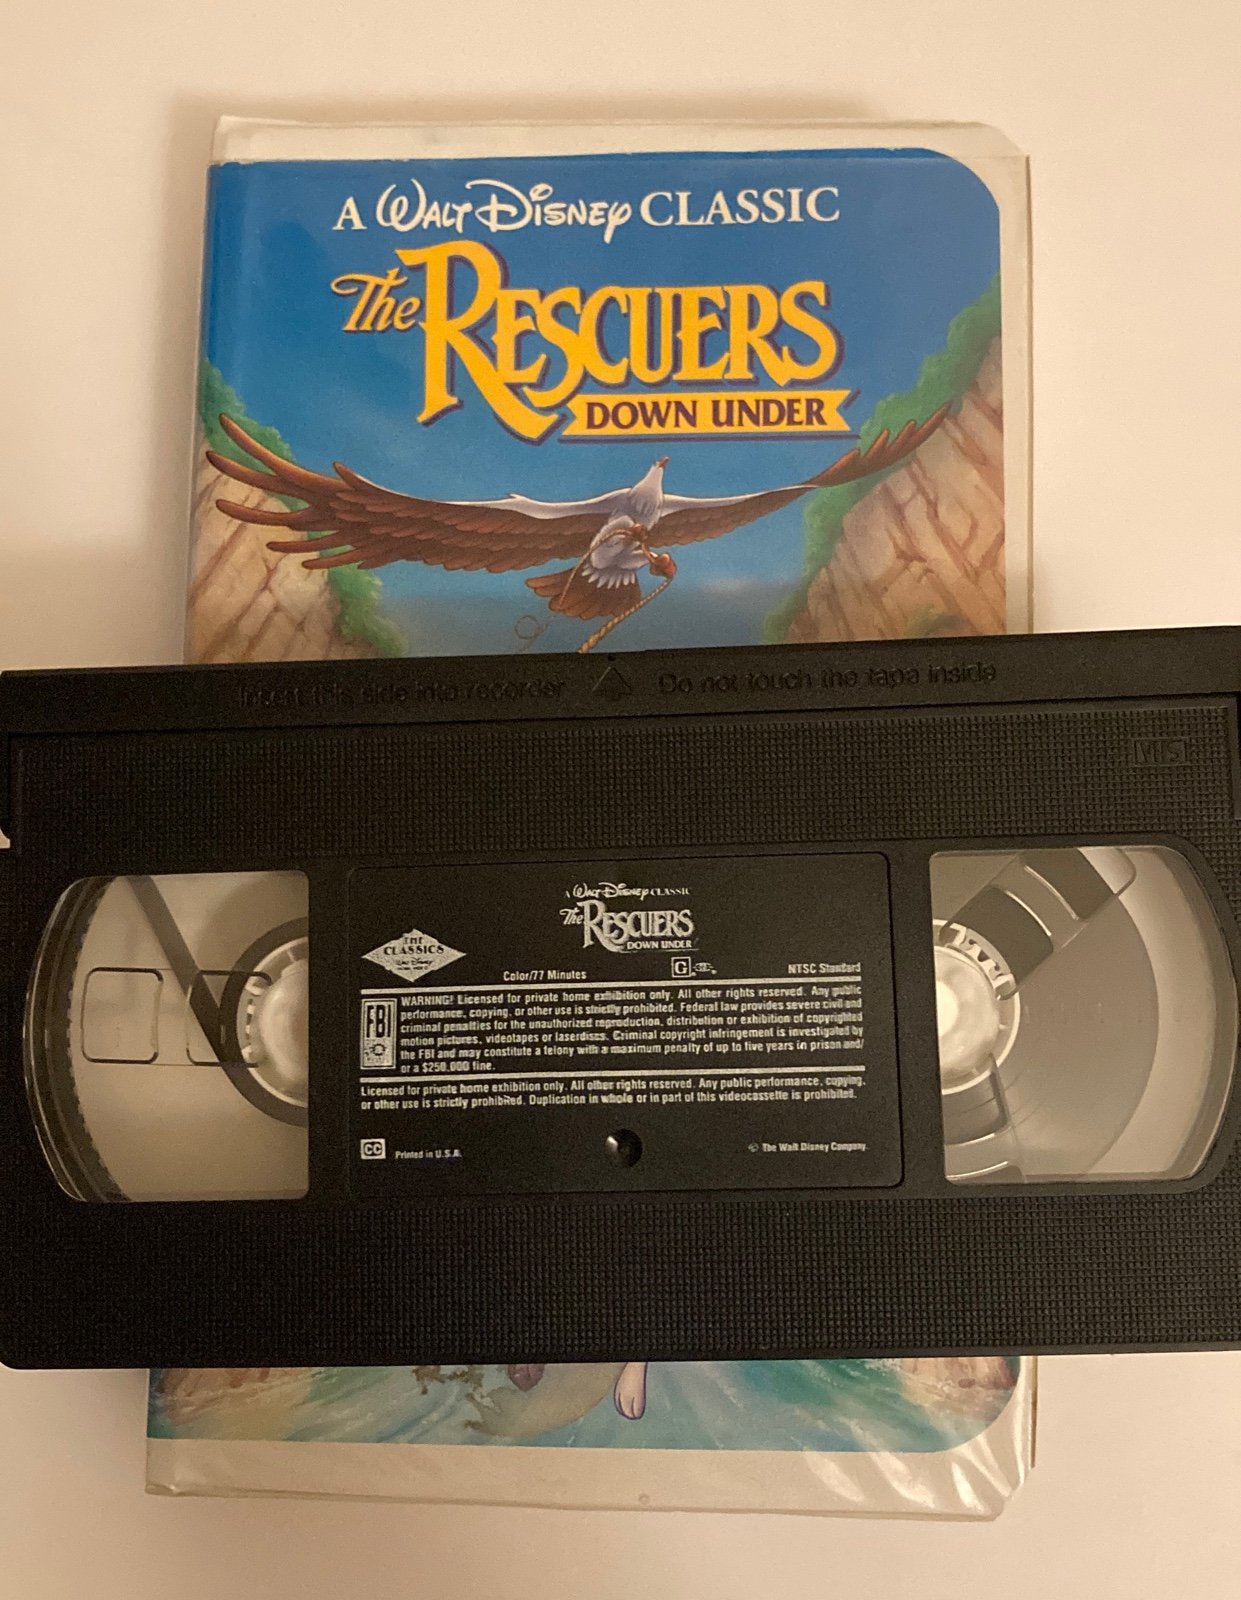 A WALT DISNEY CLASSIC
The RESCUERS
DOWN UNDER
Insert this side into recorder Do not touch the tape inside
VHS
A WALT DISNEY CLASSIC
The RESCUERS
DOWN UNDER
THE
CLASSICS
WALT DISNEY
HOME VIDEO
Color/77 Minutes G NTSC Standard
FBI
WARNING! Licensed for private home exhibition only. All other rights reserved. Any public
performance, copying, or other use is strictly prohibited. Federal law provides severe civil and
criminal penalties for the unauthorized reproduction, distribution or exhibition of copyrighted
motion pictures, videotapes or laserdiscs. Criminal copyright infringement is investigated by
the FBI and may constitute a felony with a maximum penalty of up to five years in prison and/
or a $250,000 fine.
Licensed for private home exhibition only. All other rights reserved. Any public performance, copying,
or other use is strictly prohibited. Duplication in whole or in part of this videocassette is prohibited.
CC Printed in U.S.A. © The Walt Disney Company